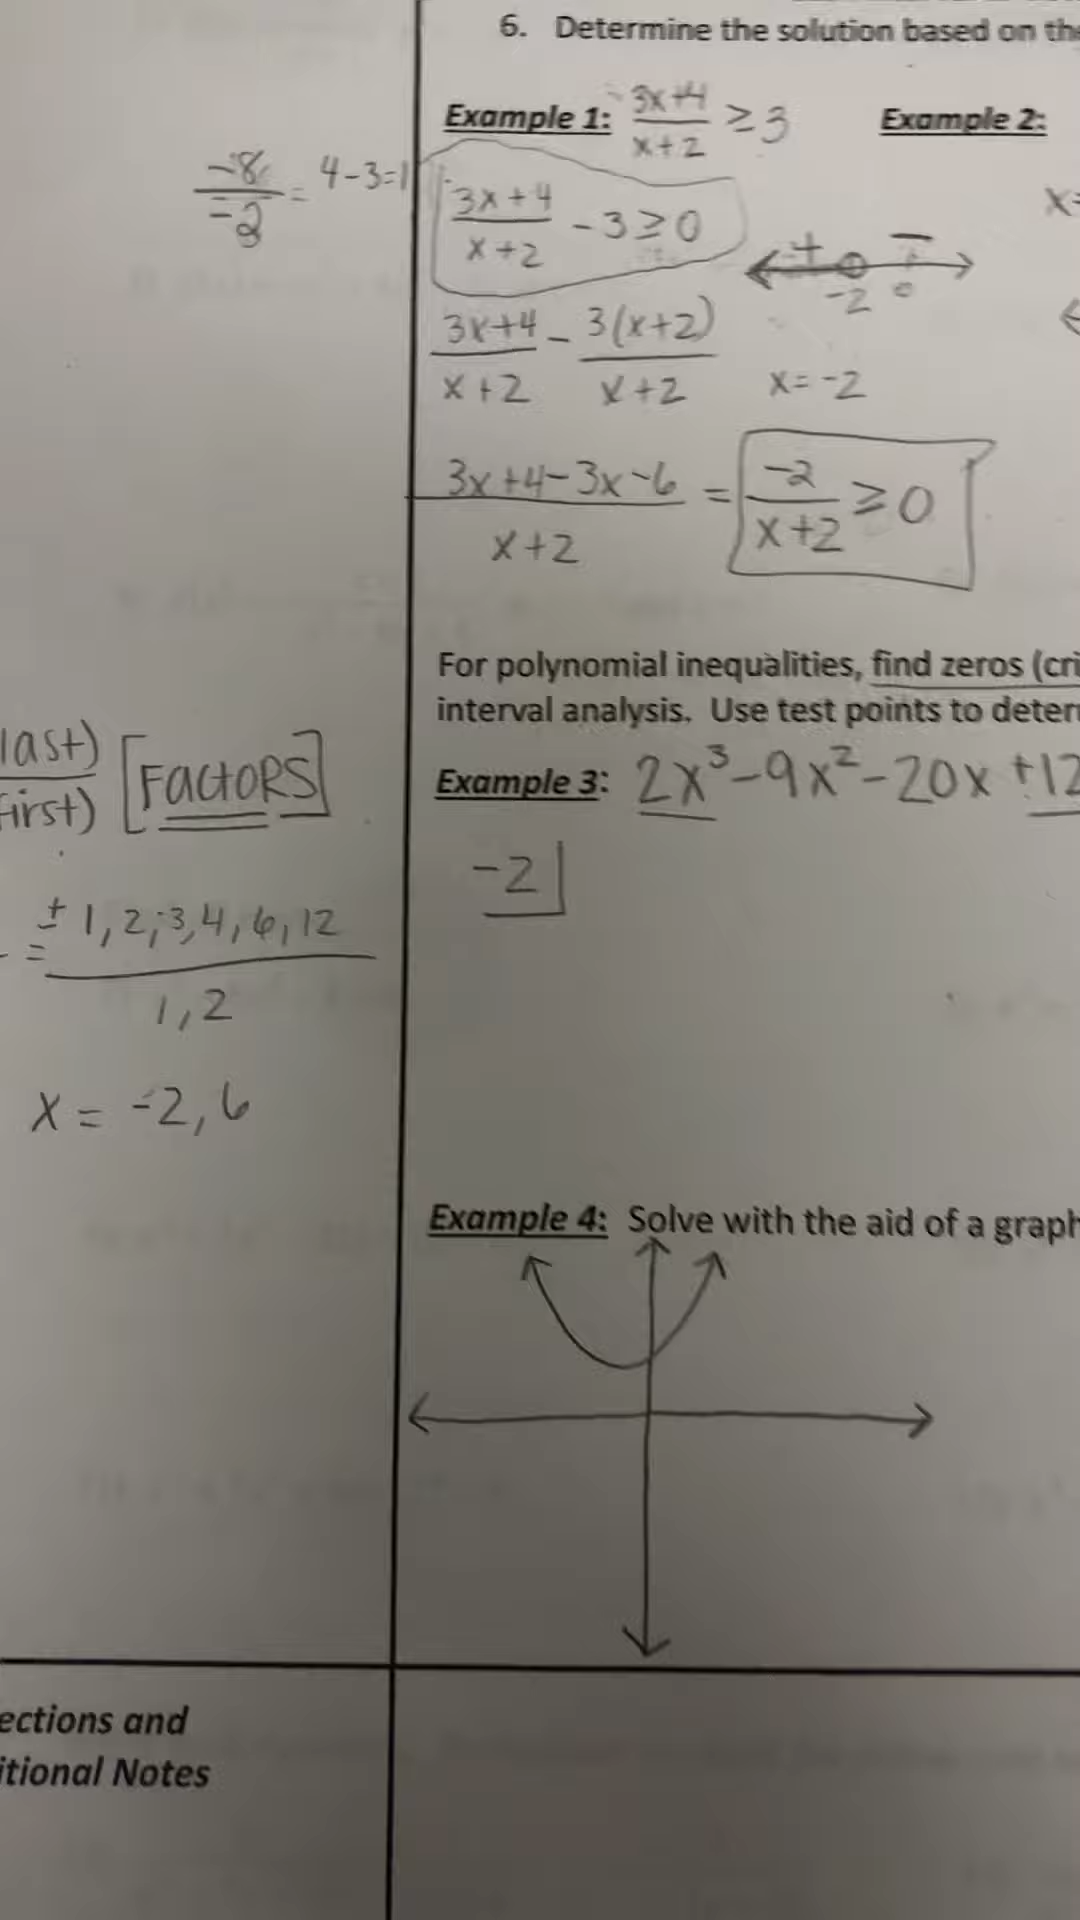 6. Determine the solution based on the
Example 1: (3x+4)/(x+2) ≥ 3 Example 2:
-8/-2 = 4-3=1
(3x+4)/(x+2) - 3 ≥ 0
x=
+ -
-2 0
(3x+4)/(x+2) - 3(x+2)/(x+2) x = -2
(3x+4-3x-6)/(x+2) = -2/(x+2) ≥ 0
For polynomial inequalities, find zeros (cri
interval analysis. Use test points to deter
last)
first) [FACTORS]
Example 3: 2x³-9x²-20x+12
-2
= ± 1,2,3,4,6,12
1,2
x = -2,6
Example 4: Solve with the aid of a graph
ections and
itional Notes